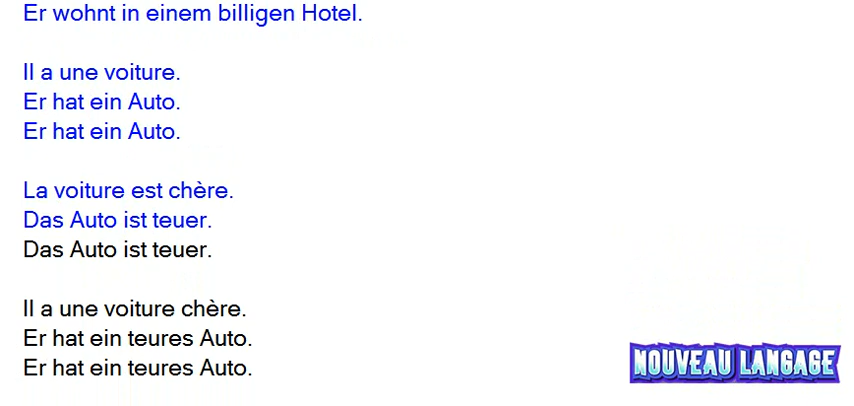 Er wohnt in einem billigen Hotel.
Il a une voiture.
Er hat ein Auto.
Er hat ein Auto.
La voiture est chère.
Das Auto ist teuer.
Das Auto ist teuer.
Il a une voiture chère.
Er hat ein teures Auto.
Er hat ein teures Auto.
NOUVEAU LANGAGE